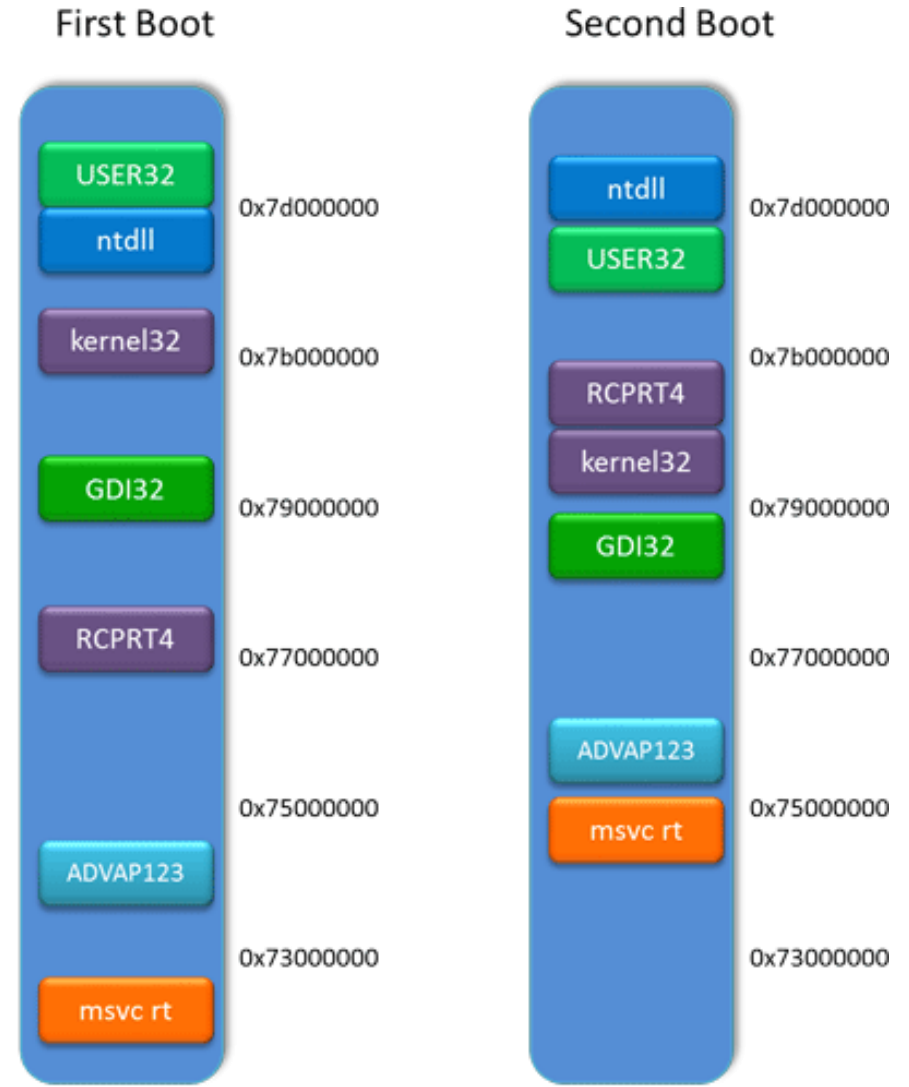 First Boot
USER32
0x7d000000
ntdll
kernel32
0x7b000000
GDI32
0x79000000
RCPRT4
0x77000000
0x75000000
ADVAP123
0x73000000
msvc rt
Second Boot
ntdll
0x7d000000
USER32
0x7b000000
RCPRT4
kernel32
0x79000000
GDI32
0x77000000
ADVAP123
0x75000000
msvc rt
0x73000000